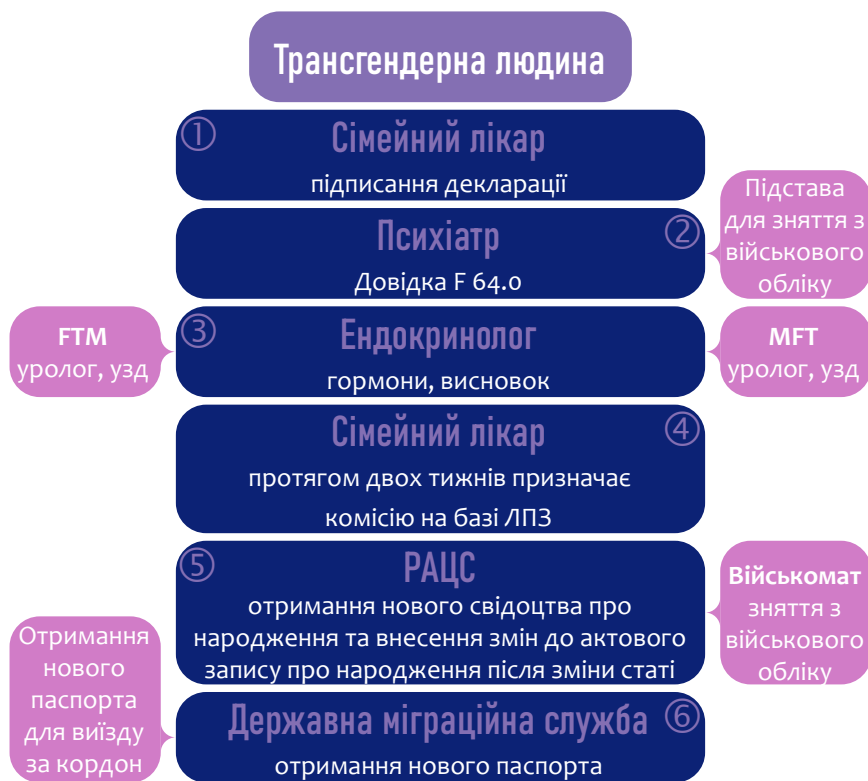 Трансгендерна людина
① Сімейний лікар
підписання декларації
Психіатр ②
Довідка F 64.0
Підстава
для зняття з
військового
обліку
FTM
уролог, узд
③ Ендокринолог
гормони, висновок
MFT
уролог, узд
Сімейний лікар ④
протягом двох тижнів призначає
комісію на базі ЛПЗ
⑤ РАЦС
отримання нового свідоцтва про
народження та внесення змін до актового
запису про народження після зміни статі
Військомат
зняття з
військового
обліку
Отримання
нового
паспорта
для виїзду
за кордон
Державна міграційна служба ⑥
отримання нового паспорта